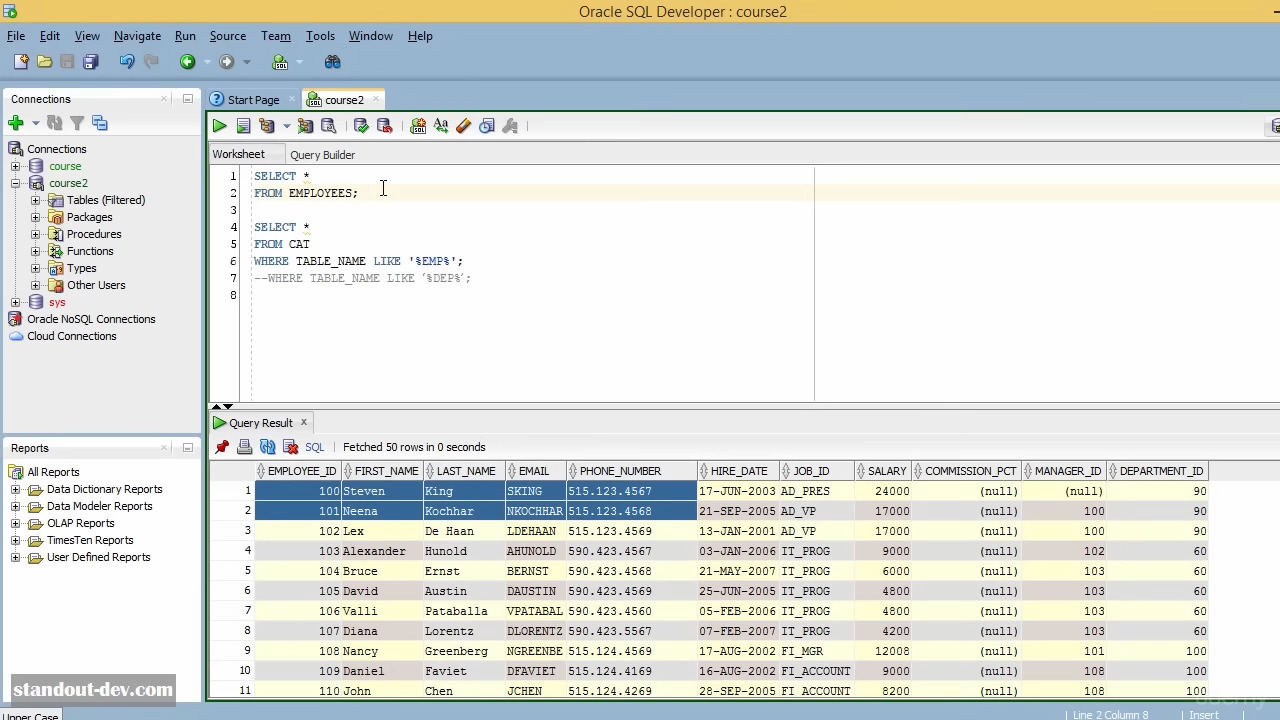 Oracle SQL Developer : course2
File Edit View Navigate Run Source Team Tools Window Help
Connections
Start Page
course2
Worksheet Query Builder
Connections
course
course2
Tables (Filtered)
Packages
Procedures
Functions
Types
Other Users
sys
Oracle NoSQL Connections
Cloud Connections
1 SELECT *
2 FROM EMPLOYEES;
3
4 SELECT *
5 FROM CAT
6 WHERE TABLE_NAME LIKE '%EMP%';
7 --WHERE TABLE_NAME LIKE '%DEP%';
8
Reports
All Reports
Data Dictionary Reports
Data Modeler Reports
OLAP Reports
TimesTen Reports
User Defined Reports
Query Result
SQL Fetched 50 rows in 0 seconds
EMPLOYEE_ID FIRST_NAME LAST_NAME EMAIL PHONE_NUMBER HIRE_DATE JOB_ID SALARY COMMISSION_PCT MANAGER_ID DEPARTMENT_ID
1 100 Steven King SKING 515.123.4567 17-JUN-2003 AD_PRES 24000 (null) (null) 90
2 101 Neena Kochhar NKOCHHAR 515.123.4568 21-SEP-2005 AD_VP 17000 (null) 100 90
3 102 Lex De Haan LDEHAAN 515.123.4569 13-JAN-2001 AD_VP 17000 (null) 100 90
4 103 Alexander Hunold AHUNOLD 590.423.4567 03-JAN-2006 IT_PROG 9000 (null) 102 60
5 104 Bruce Ernst BERNST 590.423.4568 21-MAY-2007 IT_PROG 6000 (null) 103 60
6 105 David Austin DAUSTIN 590.423.4569 25-JUN-2005 IT_PROG 4800 (null) 103 60
7 106 Valli Pataballa VPATABAL 590.423.4560 05-FEB-2006 IT_PROG 4800 (null) 103 60
8 107 Diana Lorentz DLORENTZ 590.423.5567 07-FEB-2007 IT_PROG 4200 (null) 103 60
9 108 Nancy Greenberg NGREENBE 515.124.4569 17-AUG-2002 FI_MGR 12008 (null) 101 100
10 109 Daniel Faviet DFAVIET 515.124.4169 16-AUG-2002 FI_ACCOUNT 9000 (null) 108 100
11 110 John Chen JCHEN 515.124.4269 28-SEP-2005 FI_ACCOUNT 8200 (null) 108 100
standout-dev.com
Upper Case
Line 2 Column 8 Insert